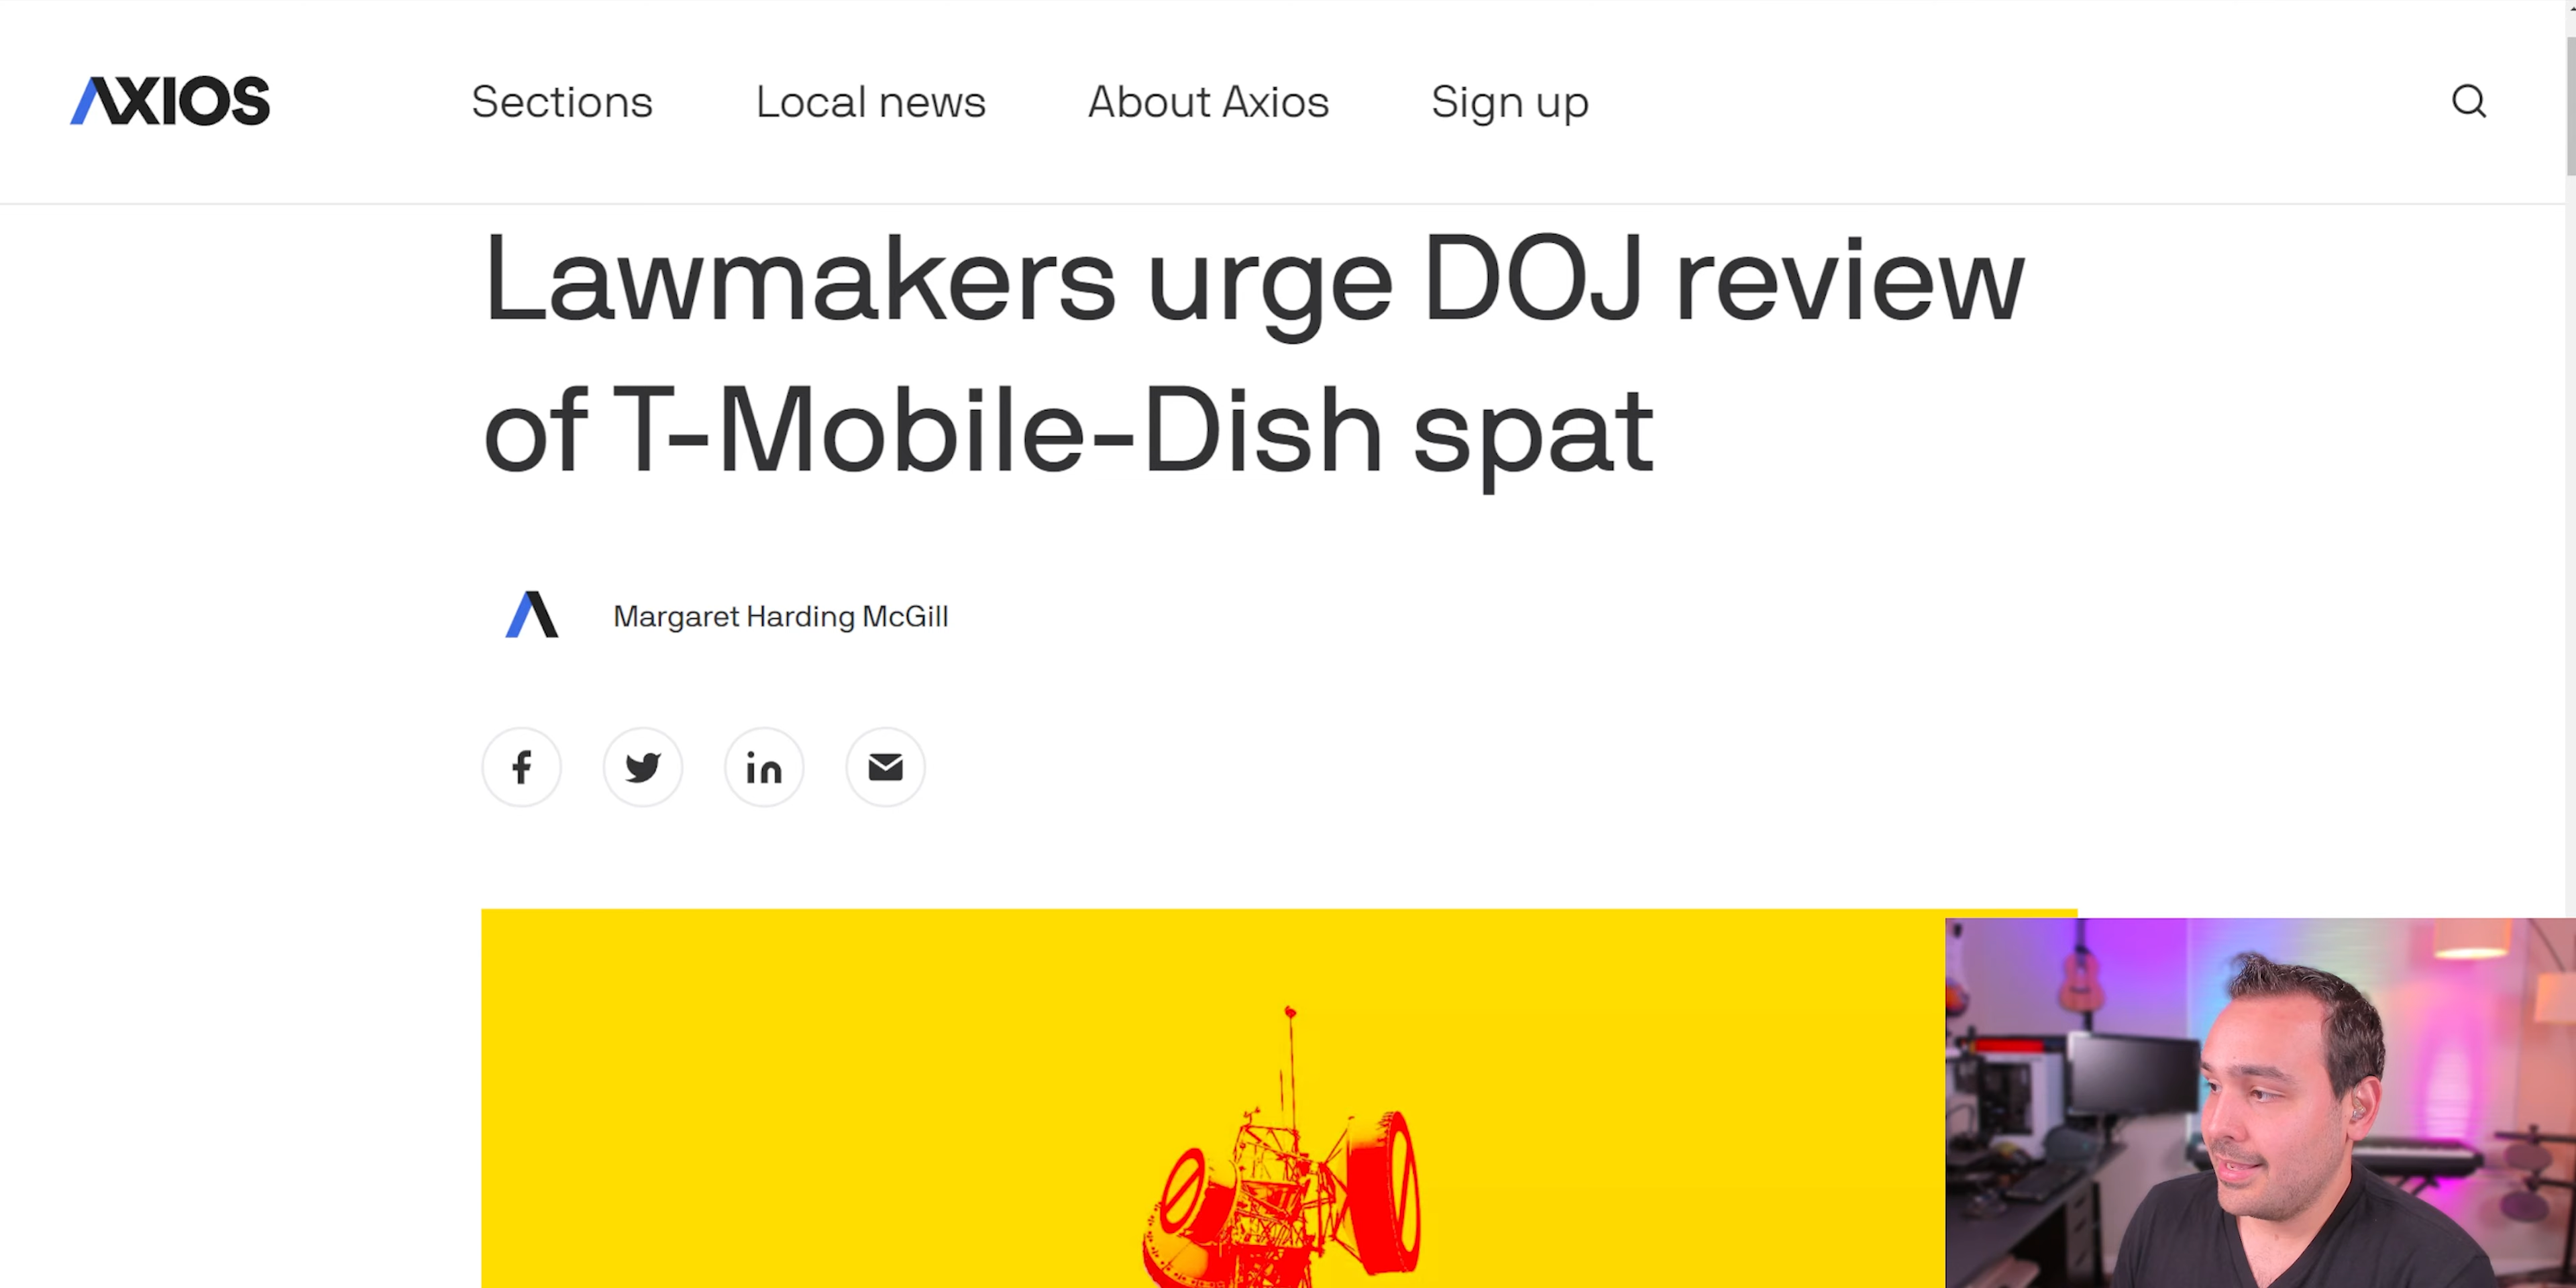 AXIOS
Sections
Local news
About Axios
Sign up
Lawmakers urge DOJ review
of T-Mobile-Dish spat
Margaret Harding McGill